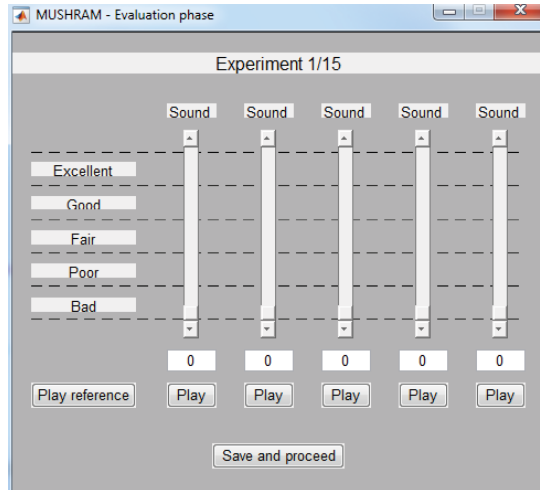 MUSHRAM - Evaluation phase
Experiment 1/15
Sound Sound Sound Sound Sound
Excellent
Good
Fair
Poor
Bad
0 0 0 0 0
Play reference Play Play Play Play Play
Save and proceed